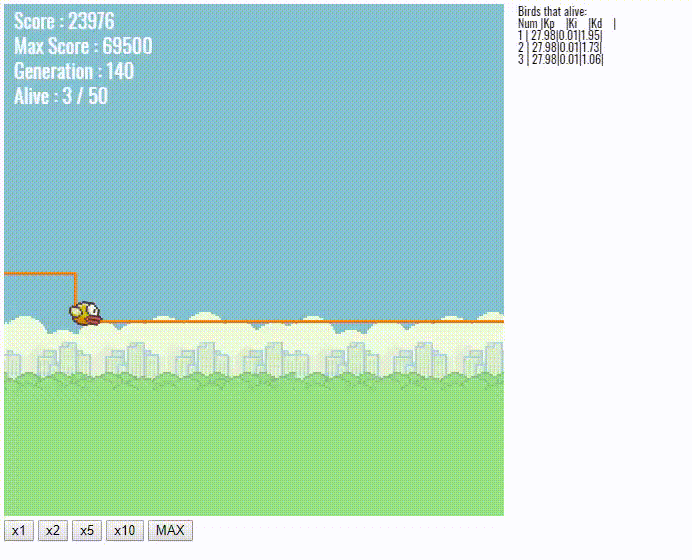 Score : 23976
Max Score : 69500
Generation : 140
Alive : 3 / 50
Birds that alive:
Num |Kp |Ki |Kd |
1 | 27.98|0.01|1.95|
2 | 27.98|0.01|1.73|
3 | 27.98|0.01|1.06|
x1 x2 x5 x10 MAX